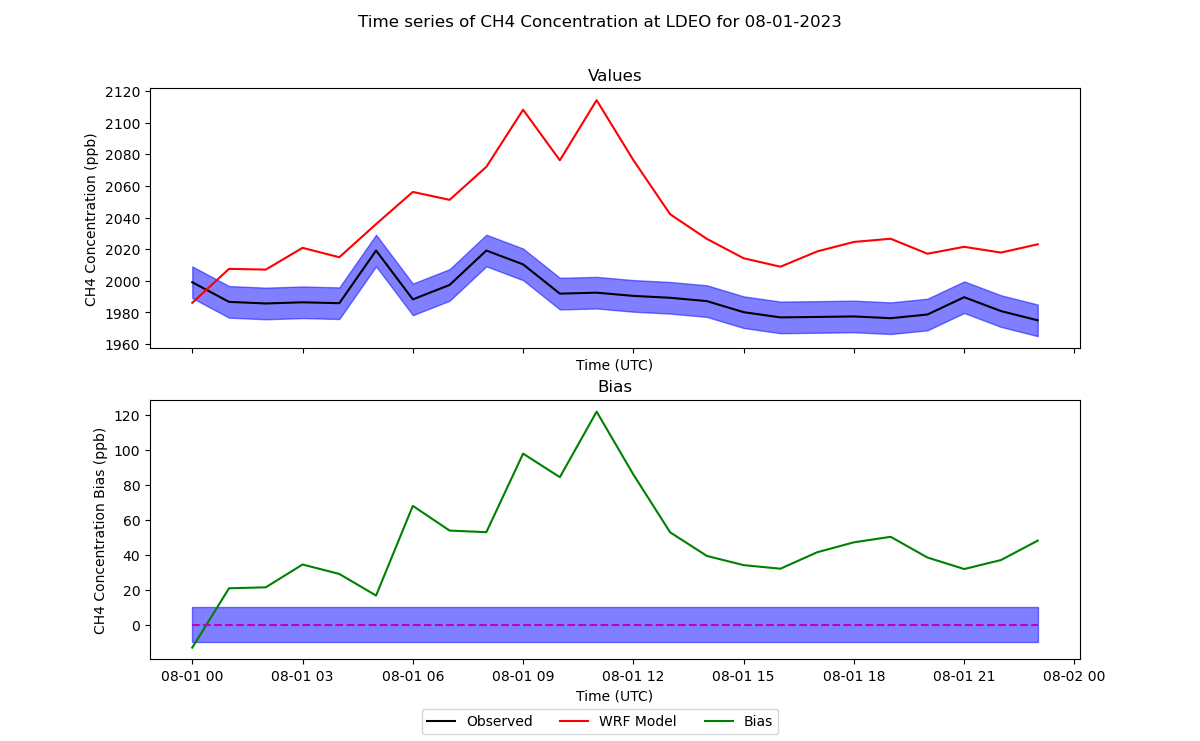 Time series of CH4 Concentration at LDEO for 08-01-2023
Values
CH4 Concentration (ppb)
2120
2100
2080
2060
2040
2020
2000
1980
1960
Time (UTC)
Bias
CH4 Concentration Bias (ppb)
120
100
80
60
40
20
0
08-01 00 08-01 03 08-01 06 08-01 09 08-01 12 08-01 15 08-01 18 08-01 21 08-02 00
Time (UTC)
Observed WRF Model Bias